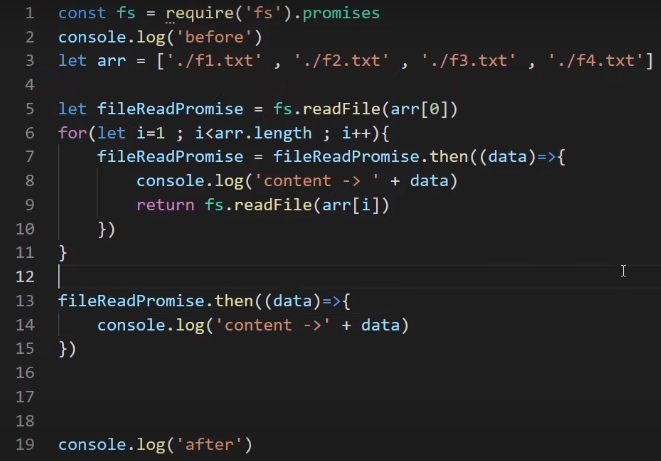 1 const fs = require('fs').promises
2 console.log('before')
3 let arr = ['./f1.txt' , './f2.txt' , './f3.txt' , './f4.txt']
4
5 let fileReadPromise = fs.readFile(arr[0])
6 for(let i=1 ; i<arr.length ; i++){
7     fileReadPromise = fileReadPromise.then((data)=>{
8         console.log('content -> ' + data)
9         return fs.readFile(arr[i])
10     })
11 }
12
13 fileReadPromise.then((data)=>{
14     console.log('content ->' + data)
15 })
16
17
18
19 console.log('after')